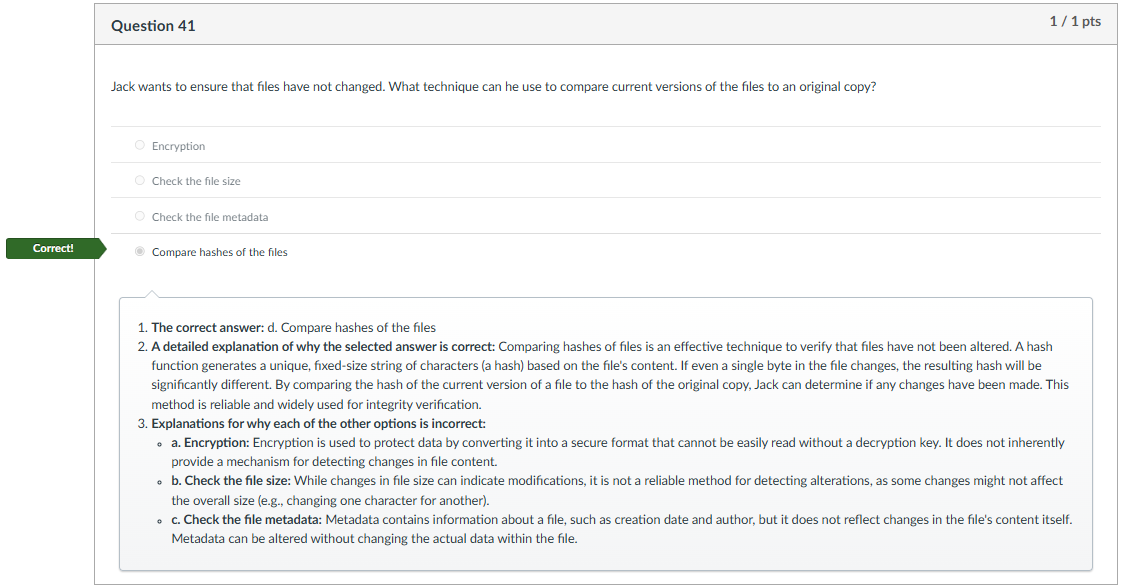 Question 41
1 / 1 pts
Jack wants to ensure that files have not changed. What technique can he use to compare current versions of the files to an original copy?
Encryption
Check the file size
Check the file metadata
Correct!
Compare hashes of the files
1. The correct answer: d. Compare hashes of the files
2. A detailed explanation of why the selected answer is correct: Comparing hashes of files is an effective technique to verify that files have not been altered. A hash
function generates a unique, fixed-size string of characters (a hash) based on the file's content. If even a single byte in the file changes, the resulting hash will be
significantly different. By comparing the hash of the current version of a file to the hash of the original copy, Jack can determine if any changes have been made. This
method is reliable and widely used for integrity verification.
3. Explanations for why each of the other options is incorrect:
a. Encryption: Encryption is used to protect data by converting it into a secure format that cannot be easily read without a decryption key. It does not inherently
provide a mechanism for detecting changes in file content.
b. Check the file size: While changes in file size can indicate modifications, it is not a reliable method for detecting alterations, as some changes might not affect
the overall size (e.g., changing one character for another).
c. Check the file metadata: Metadata contains information about a file, such as creation date and author, but it does not reflect changes in the file's content itself.
Metadata can be altered without changing the actual data within the file.